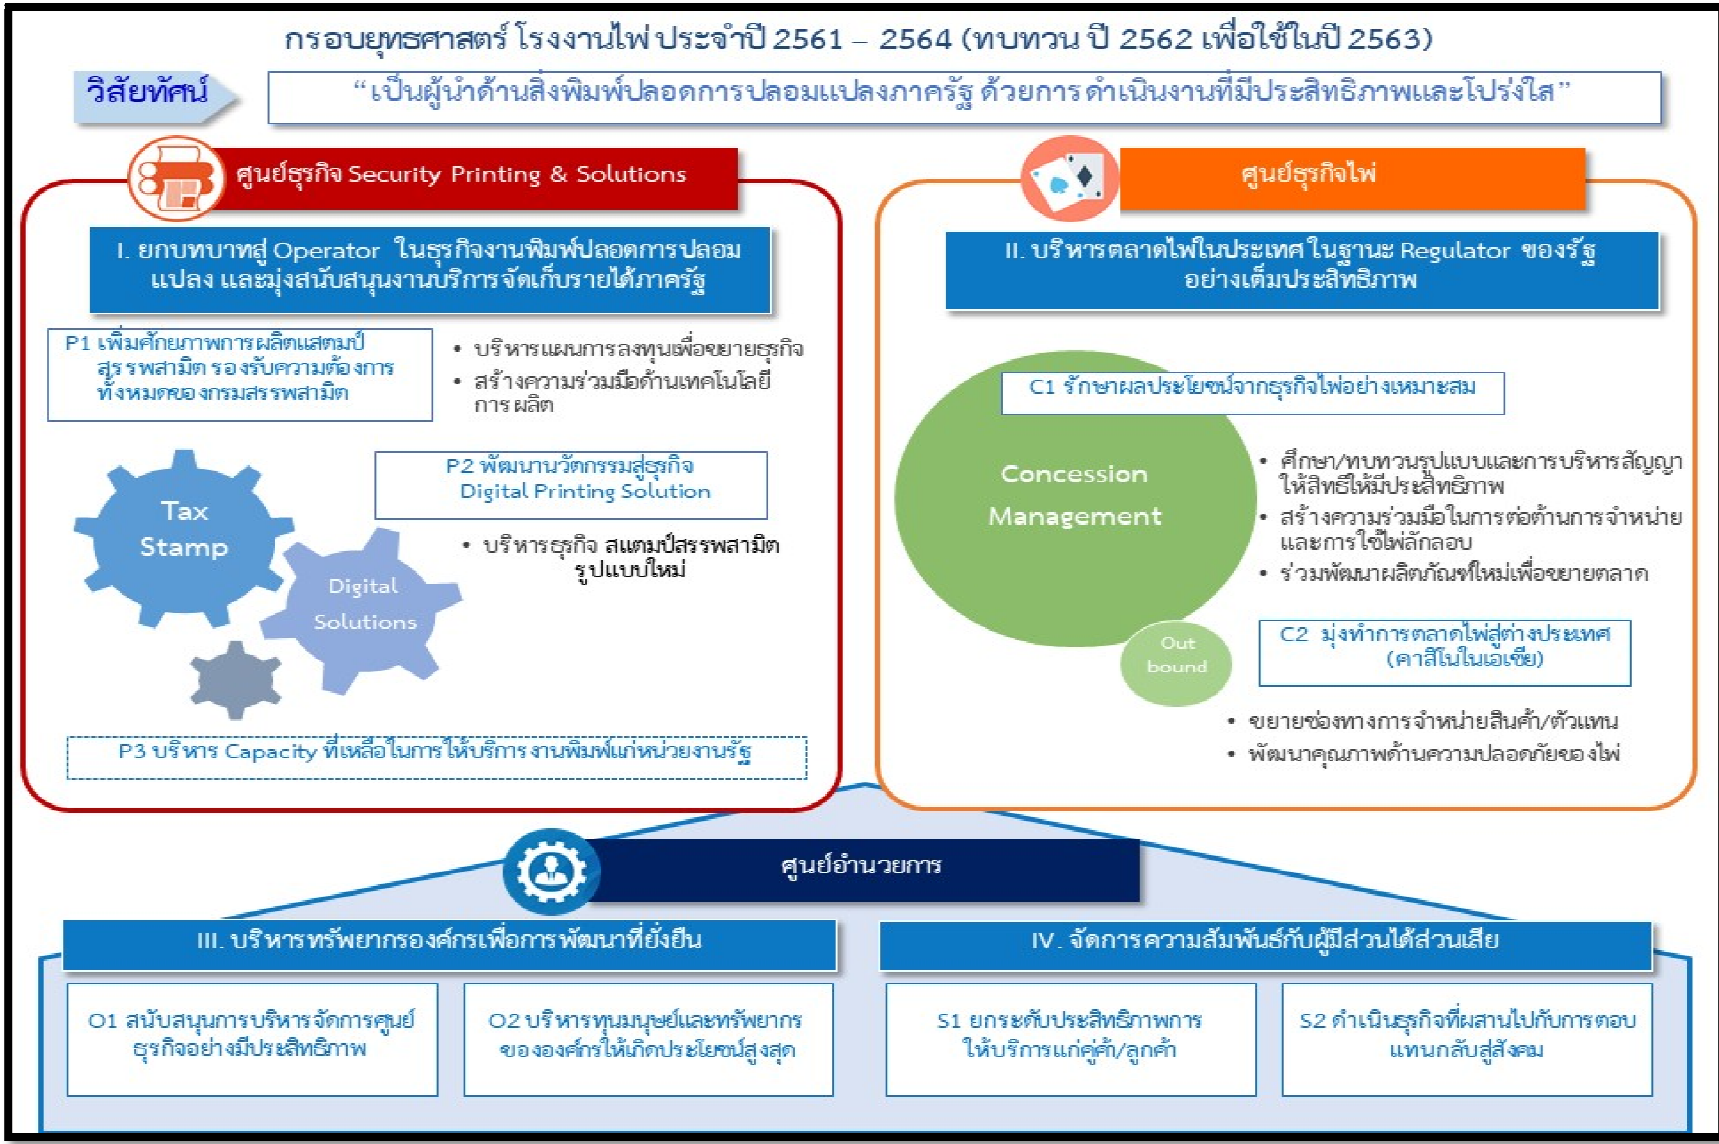 กรอบยุทธศาสตร์ โรงงานไพ่ ประจำปี 2561 – 2564 (ทบทวน ปี 2562 เพื่อใช้ในปี 2563)
วิสัยทัศน์
“เป็นผู้นำด้านสิ่งพิมพ์ปลอดการปลอมแปลงภาครัฐ ด้วยการดำเนินงานที่มีประสิทธิภาพและโปร่งใส”
ศูนย์ธุรกิจ Security Printing & Solutions
I. ยกบทบาทสู่ Operator ในธุรกิจงานพิมพ์ปลอดการปลอม
แปลง และมุ่งสนับสนุนงานบริการจัดเก็บรายได้ภาครัฐ
P1 เพิ่มศักยภาพการผลิตแสตมป์
สรรพสามิต รองรับความต้องการ
ทั้งหมดของกรมสรรพสามิต
• บริหารแผนการลงทุนเพื่อขยายธุรกิจ
• สร้างความร่วมมือด้านเทคโนโลยี
การผลิต
Tax
Stamp
P2 พัฒนานวัตกรรมสู่ธุรกิจ
Digital Printing Solution
• บริหารธุรกิจ สแตมป์สรรพสามิต
รูปแบบใหม่
Digital
Solutions
P3 บริหาร Capacity ที่เหลือในการให้บริการงานพิมพ์แก่หน่วยงานรัฐ
ศูนย์ธุรกิจไพ่
II. บริหารตลาดไพ่ในประเทศ ในฐานะ Regulator ของรัฐ
อย่างเต็มประสิทธิภาพ
C1 รักษาผลประโยชน์จากธุรกิจไพ่อย่างเหมาะสม
Concession
Management
• ศึกษา/ทบทวนรูปแบบและการบริหารสัญญา
ให้สิทธิให้มีประสิทธิภาพ
• สร้างความร่วมมือในการต่อต้านการจำหน่าย
และการใช้ไพ่ลักลอบ
• ร่วมพัฒนาผลิตภัณฑ์ใหม่เพื่อขยายตลาด
Out
bound
C2 มุ่งทำการตลาดไพ่สู่ต่างประเทศ
(คาสิโนในเอเชีย)
• ขยายช่องทางการจำหน่ายสินค้า/ตัวแทน
• พัฒนาคุณภาพด้านความปลอดภัยของไพ่
ศูนย์อำนวยการ
III. บริหารทรัพยากรองค์กรเพื่อการพัฒนาที่ยั่งยืน
O1 สนับสนุนการบริหารจัดการศูนย์
ธุรกิจอย่างมีประสิทธิภาพ
O2 บริหารทุนมนุษย์และทรัพยากร
ขององค์กรให้เกิดประโยชน์สูงสุด
IV. จัดการความสัมพันธ์กับผู้มีส่วนได้ส่วนเสีย
S1 ยกระดับประสิทธิภาพการ
ให้บริการแก่คู่ค้า/ลูกค้า
S2 ดำเนินธุรกิจที่ผสานไปกับการตอบ
แทนกลับสู่สังคม